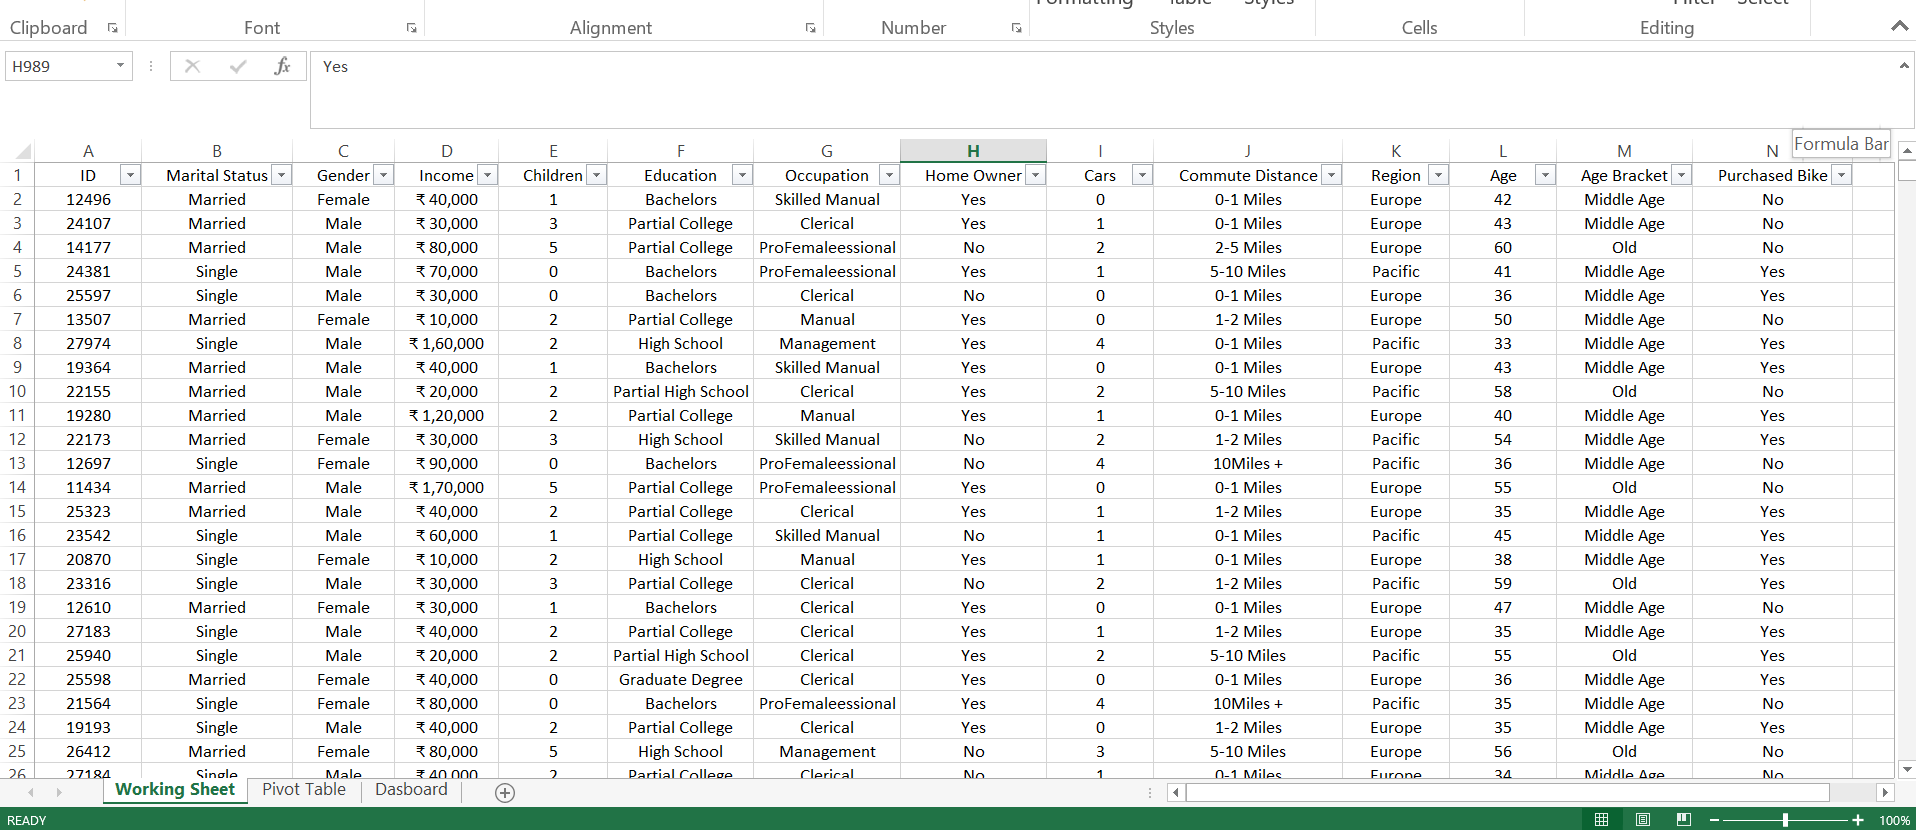 Formatting Table Styles Filter Select
Clipboard Font Alignment Number Styles Cells Editing
H989 fx Yes
Formula Bar
A B C D E F G H I J K L M N
1 ID Marital Status Gender Income Children Education Occupation Home Owner Cars Commute Distance Region Age Age Bracket Purchased Bike
2 12496 Married Female ₹ 40,000 1 Bachelors Skilled Manual Yes 0 0-1 Miles Europe 42 Middle Age No
3 24107 Married Male ₹ 30,000 3 Partial College Clerical Yes 1 0-1 Miles Europe 43 Middle Age No
4 14177 Married Male ₹ 80,000 5 Partial College ProFemaleessional No 2 2-5 Miles Europe 60 Old No
5 24381 Single Male ₹ 70,000 0 Bachelors ProFemaleessional Yes 1 5-10 Miles Pacific 41 Middle Age Yes
6 25597 Single Male ₹ 30,000 0 Bachelors Clerical No 0 0-1 Miles Europe 36 Middle Age Yes
7 13507 Married Female ₹ 10,000 2 Partial College Manual Yes 0 1-2 Miles Europe 50 Middle Age No
8 27974 Single Male ₹ 1,60,000 2 High School Management Yes 4 0-1 Miles Pacific 33 Middle Age Yes
9 19364 Married Male ₹ 40,000 1 Bachelors Skilled Manual Yes 0 0-1 Miles Europe 43 Middle Age Yes
10 22155 Married Male ₹ 20,000 2 Partial High School Clerical Yes 2 5-10 Miles Pacific 58 Old No
11 19280 Married Male ₹ 1,20,000 2 Partial College Manual Yes 1 0-1 Miles Europe 40 Middle Age Yes
12 22173 Married Female ₹ 30,000 3 High School Skilled Manual No 2 1-2 Miles Pacific 54 Middle Age Yes
13 12697 Single Female ₹ 90,000 0 Bachelors ProFemaleessional No 4 10Miles + Pacific 36 Middle Age No
14 11434 Married Male ₹ 1,70,000 5 Partial College ProFemaleessional Yes 0 0-1 Miles Europe 55 Old No
15 25323 Married Male ₹ 40,000 2 Partial College Clerical Yes 1 1-2 Miles Europe 35 Middle Age Yes
16 23542 Single Male ₹ 60,000 1 Partial College Skilled Manual No 1 0-1 Miles Pacific 45 Middle Age Yes
17 20870 Single Female ₹ 10,000 2 High School Manual Yes 1 0-1 Miles Europe 38 Middle Age Yes
18 23316 Single Male ₹ 30,000 3 Partial College Clerical No 2 1-2 Miles Pacific 59 Old Yes
19 12610 Married Female ₹ 30,000 1 Bachelors Clerical Yes 0 0-1 Miles Europe 47 Middle Age No
20 27183 Single Male ₹ 40,000 2 Partial College Clerical Yes 1 1-2 Miles Europe 35 Middle Age Yes
21 25940 Single Male ₹ 20,000 2 Partial High School Clerical Yes 2 5-10 Miles Pacific 55 Old Yes
22 25598 Married Female ₹ 40,000 0 Graduate Degree Clerical Yes 0 0-1 Miles Europe 36 Middle Age Yes
23 21564 Single Female ₹ 80,000 0 Bachelors ProFemaleessional Yes 4 10Miles + Pacific 35 Middle Age No
24 19193 Single Male ₹ 40,000 2 Partial College Clerical Yes 0 1-2 Miles Europe 35 Middle Age Yes
25 26412 Married Female ₹ 80,000 5 High School Management No 3 5-10 Miles Europe 56 Old No
26 27184 Single Male ₹ 40,000 2 Partial College Clerical No 1 0-1 Miles Europe 34 Middle Age No
Working Sheet Pivot Table Dasboard
READY 100%